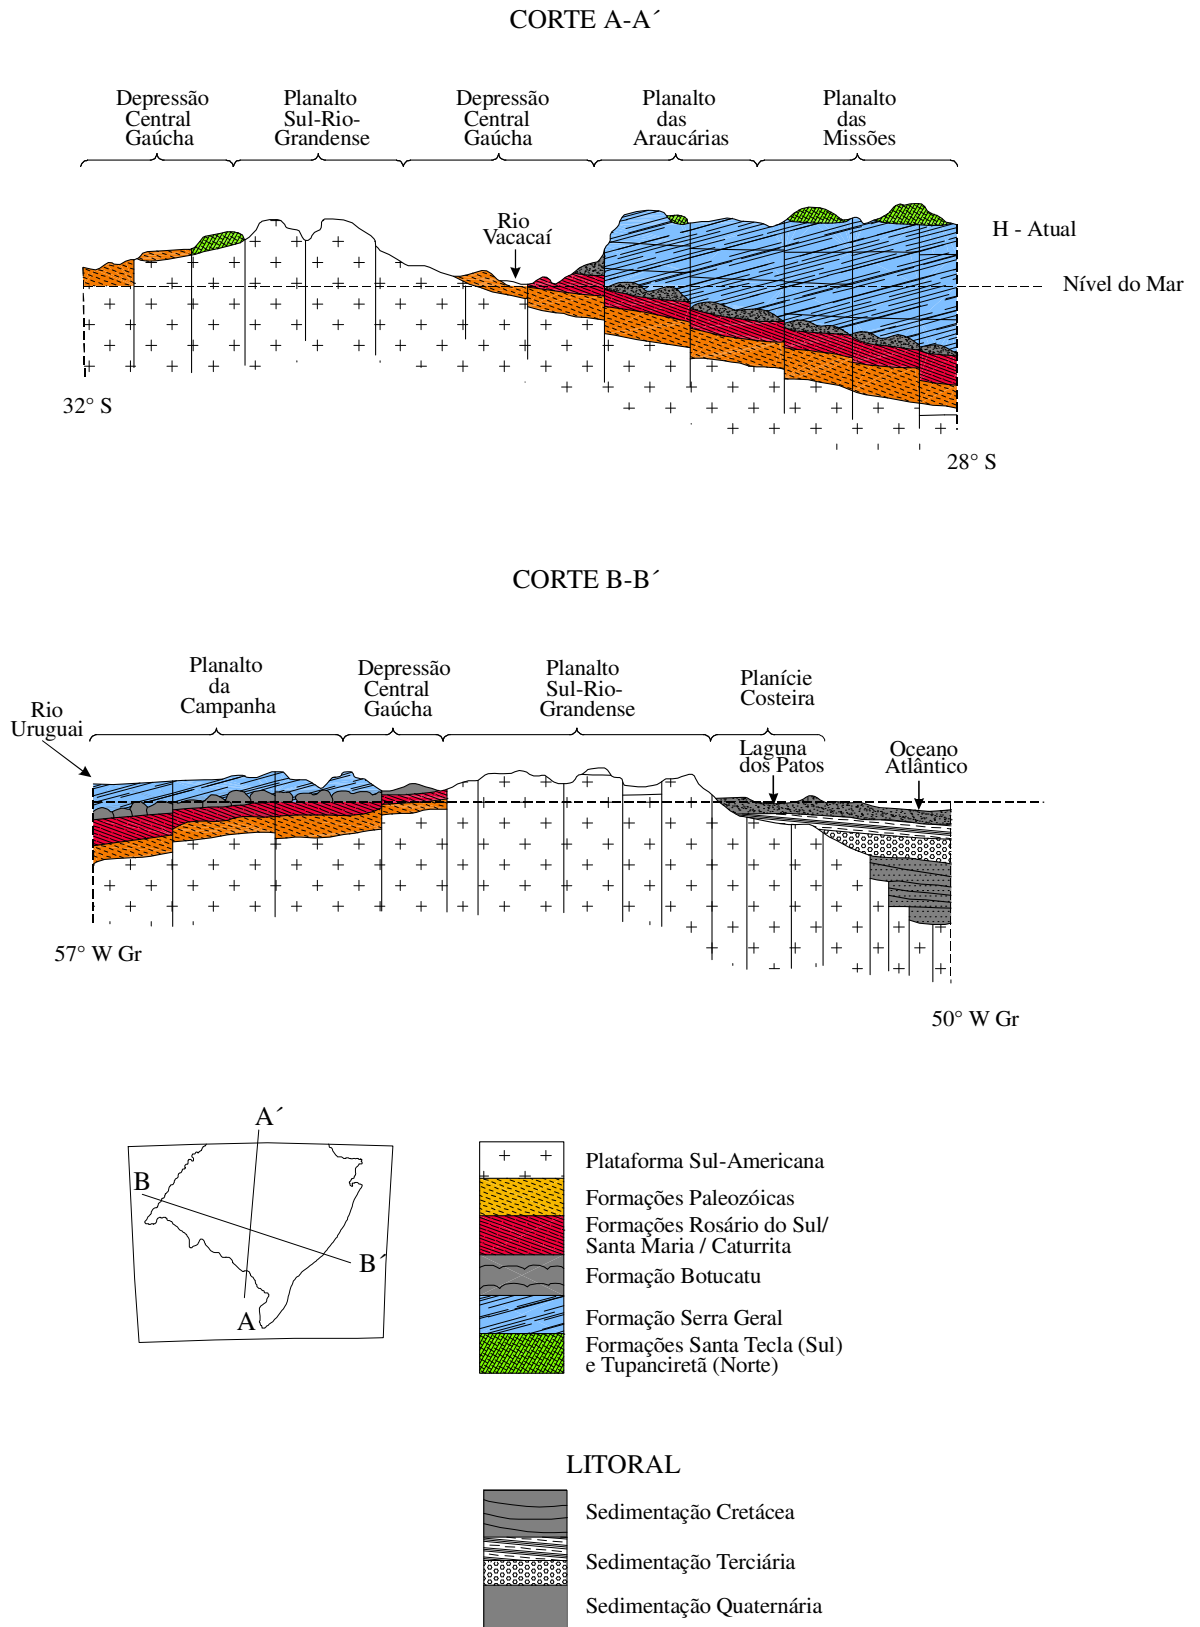 CORTE A-A´
Depressão
Central
Gaúcha
Planalto
Sul-Rio-
Grandense
Depressão
Central
Gaúcha
Planalto
das
Araucárias
Planalto
das
Missões
Rio
Vacacaí
H - Atual
Nível do Mar
32° S
28° S
CORTE B-B´
Rio
Uruguai
Planalto
da
Campanha
Depressão
Central
Gaúcha
Planalto
Sul-Rio-
Grandense
Planície
Costeira
Laguna
dos Patos
Oceano
Atlântico
57° W Gr
50° W Gr
A´
B
B´
A
Plataforma Sul-Americana
Formações Paleozóicas
Formações Rosário do Sul/
Santa Maria / Caturrita
Formação Botucatu
Formação Serra Geral
Formações Santa Tecla (Sul)
e Tupanciretã (Norte)
LITORAL
Sedimentação Cretácea
Sedimentação Terciária
Sedimentação Quaternária